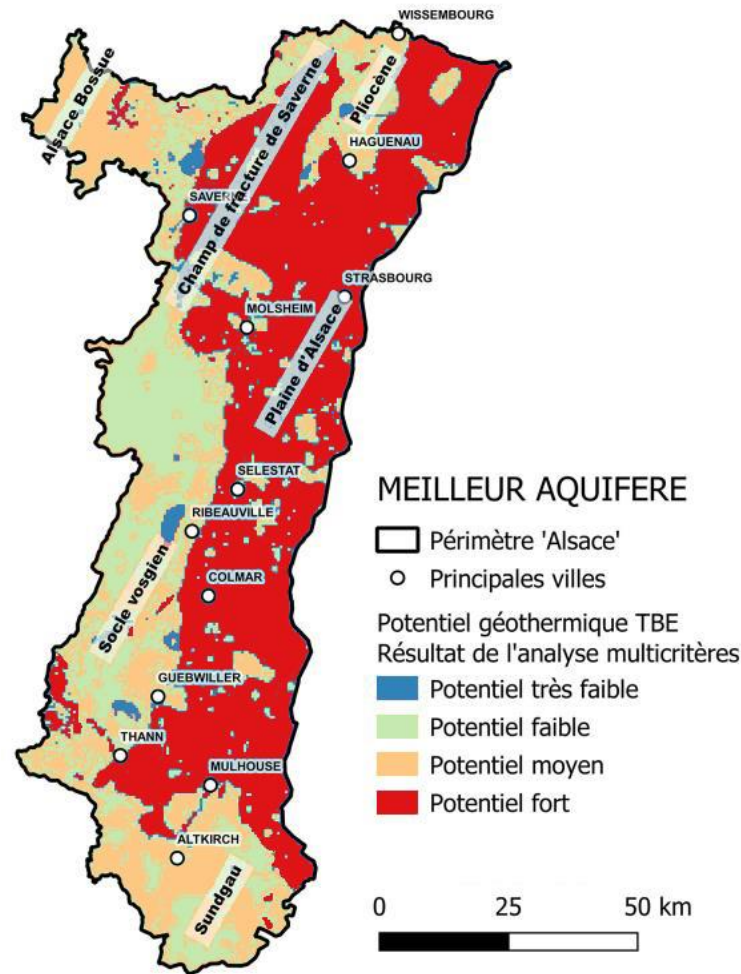 WISSEMBOURG
Alsace Bossue
Pliocène
HAGUENAU
SAVERNE
Champ de fracture de Saverne
STRASBOURG
MOLSHEIM
Plaine d'Alsace
SELESTAT
RIBEAUVILLE
COLMAR
Socle vosgien
GUEBWILLER
THANN
MULHOUSE
ALTKIRCH
Sundgau
MEILLEUR AQUIFERE
Périmètre 'Alsace'
Principales villes
Potentiel géothermique TBE
Résultat de l'analyse multicritères
Potentiel très faible
Potentiel faible
Potentiel moyen
Potentiel fort
0 25 50 km